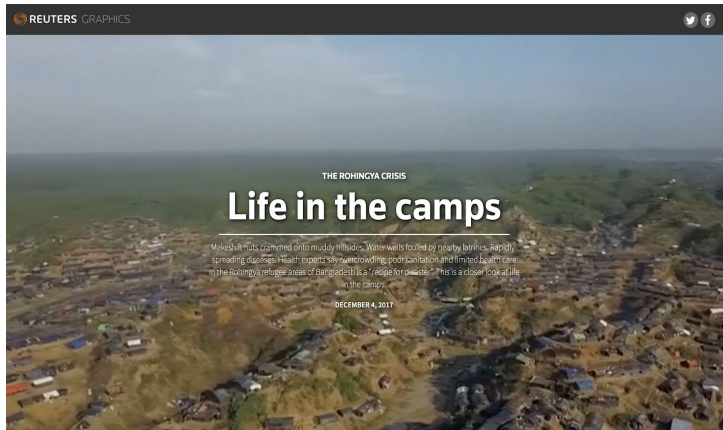 REUTERS GRAPHICS
THE ROHINGYA CRISIS
Life in the camps
Makeshift huts crammed onto muddy hillsides. Water wells fouled by nearby latrines. Rapidly
spreading diseases. Health experts say overcrowding, poor sanitation and limited health care
in the Rohingya refugee areas of Bangladesh is a "recipe for disaster". This is a closer look at life
in the camps.
DECEMBER 4, 2017